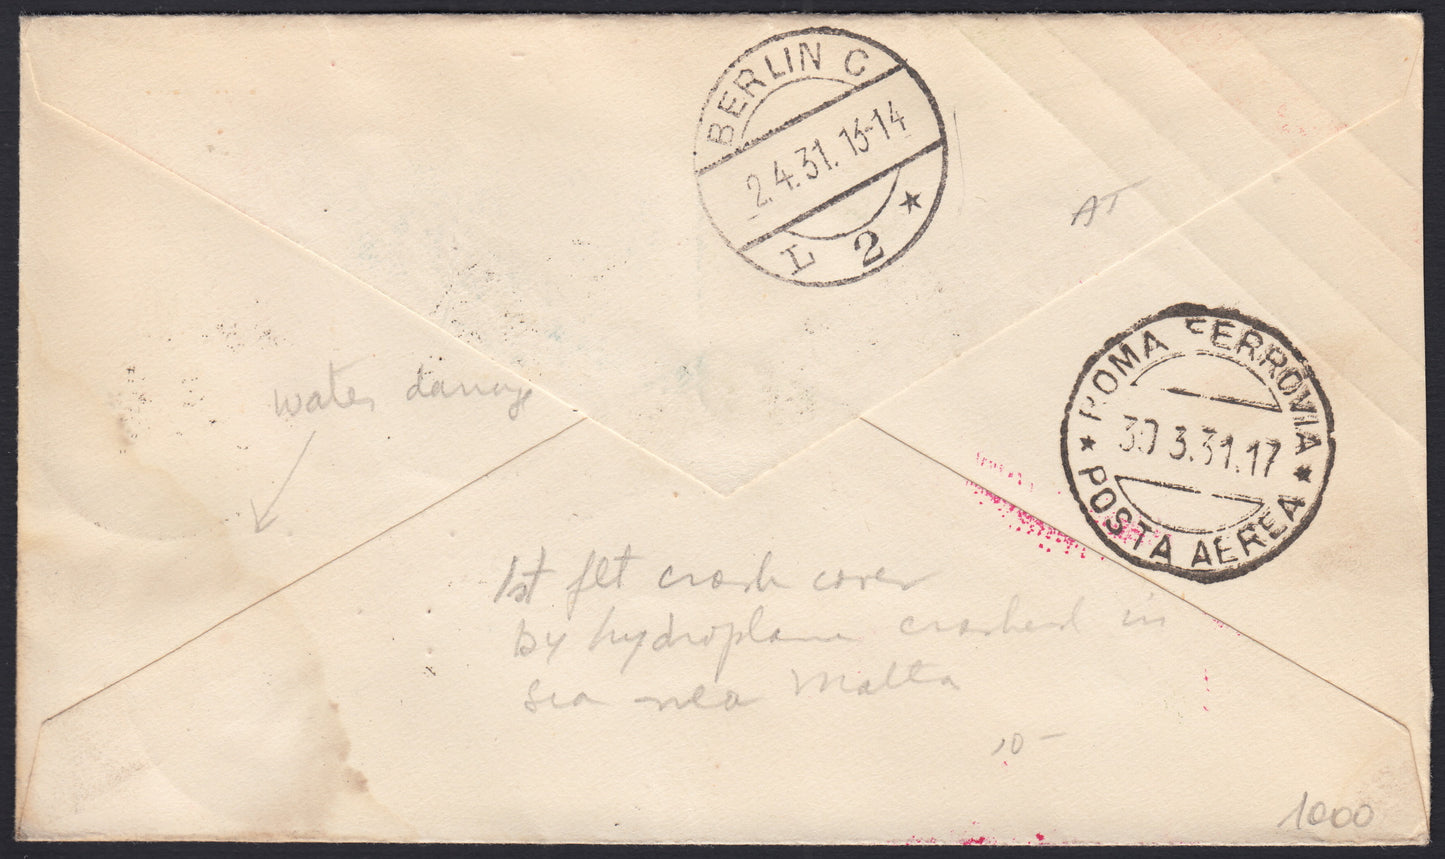 BERLIN C
2.4.31. 13-14
L 2 *
AT
ROMA FERROVIA
* 30 3.31.17 *
POSTA AEREA
water damage
1st flt crash cover
by hydroplane crashed in
sea near Malta
10-
1000